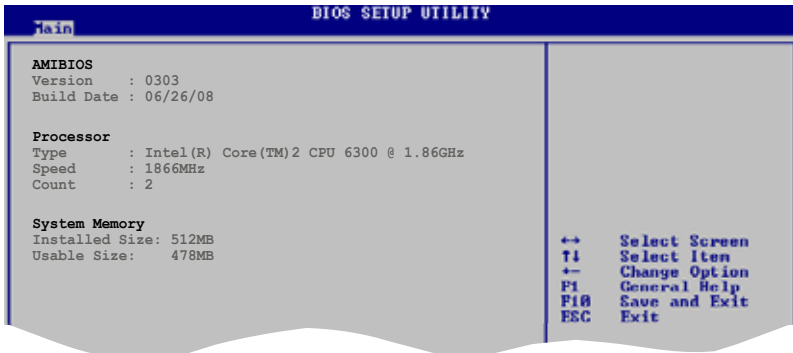 BIOS SETUP UTILITY
Main
AMIBIOS
Version : 0303
Build Date : 06/26/08
Processor
Type : Intel(R) Core(TM)2 CPU 6300 @ 1.86GHz
Speed : 1866MHz
Count : 2
System Memory
Installed Size: 512MB
Usable Size: 478MB
←→ Select Screen
↑↓ Select Item
+- Change Option
F1 General Help
F10 Save and Exit
ESC Exit